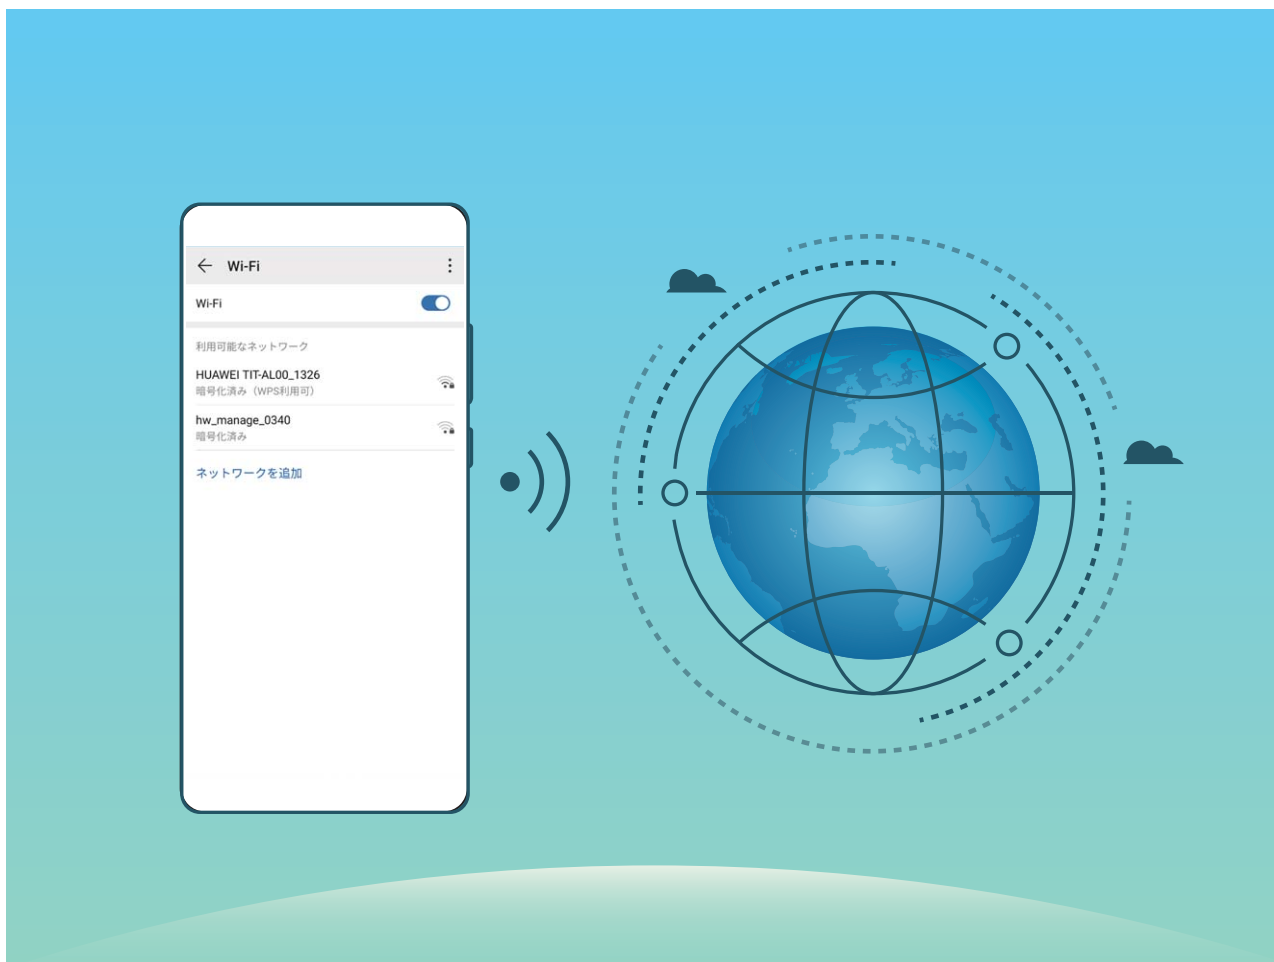 Wi-Fi
Wi-Fi
利用可能なネットワーク
HUAWEI TIT-AL00_1326
暗号化済み（WPS利用可）
hw_manage_0340
暗号化済み
ネットワークを追加